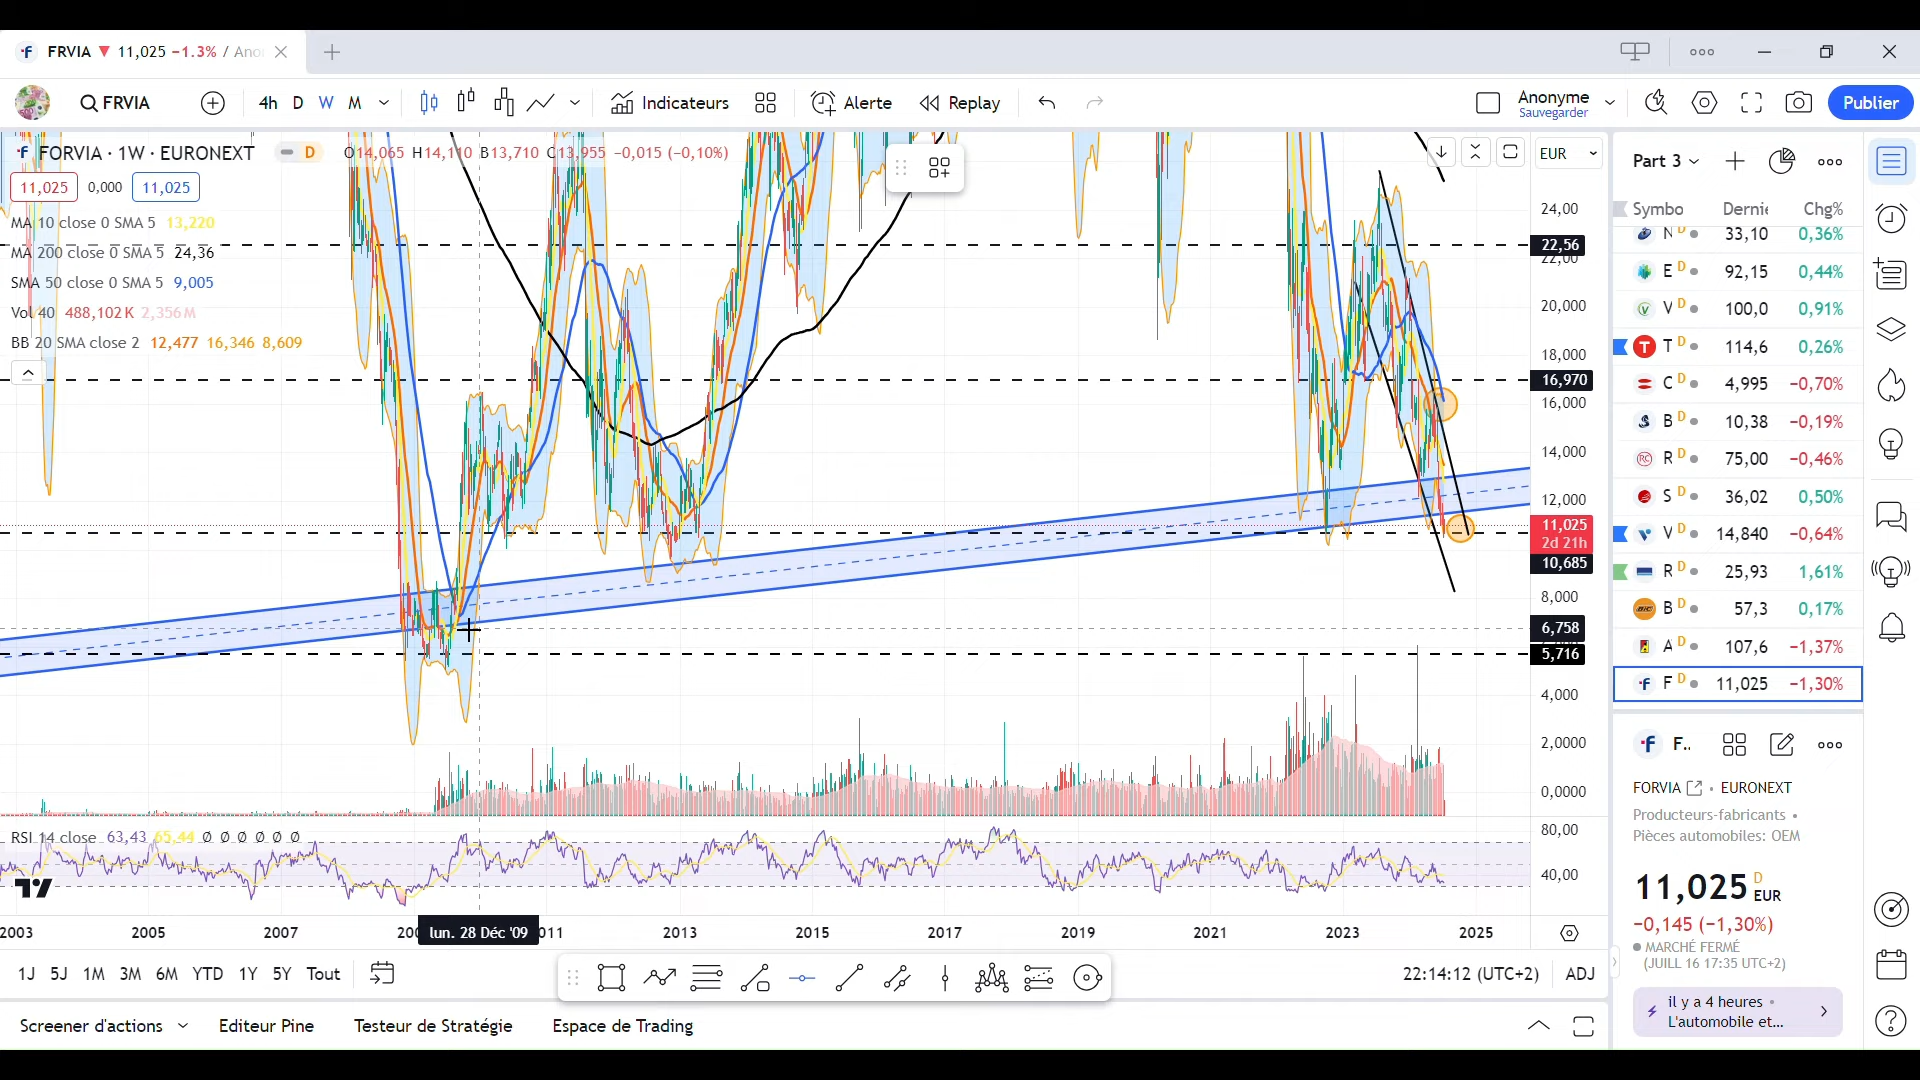 FRVIA ▼ 11,025 −1.3% / Ano
FRVIA
4h D W M
Indicateurs
Alerte
Replay
Anonyme
Sauvegarder
Publier
FORVIA · 1W · EURONEXT
D
O14,065 H14,110 B13,710 C13,955 −0,015 (−0,10%)
EUR
11,025 0,000 11,025
MA 10 close 0 SMA 5 13,220
MA 200 close 0 SMA 5 24,36
SMA 50 close 0 SMA 5 9,005
Vol 40 488,102K 2,356M
BB 20 SMA close 2 12,477 16,346 8,609
24,00
22,56
22,00
20,000
18,000
16,970
16,000
14,000
12,000
11,025
2d 21h
10,685
8,000
6,758
5,716
4,000
2,0000
0,0000
RSI 14 close 63,43 65,44 Ø Ø Ø Ø Ø Ø
80,00
40,00
2003 2005 2007 200 lun. 28 Déc '09 011 2013 2015 2017 2019 2021 2023 2025
1J 5J 1M 3M 6M YTD 1Y 5Y Tout
22:14:12 (UTC+2) ADJ
Screener d'actions
Editeur Pine
Testeur de Stratégie
Espace de Trading
Part 3
Symbo Dernie Chg%
N D 33,10 0,36%
E D 92,15 0,44%
V D 100,0 0,91%
T D 114,6 0,26%
C D 4,995 −0,70%
B D 10,38 −0,19%
R D 75,00 −0,46%
S D 36,02 0,50%
V D 14,840 −0,64%
R D 25,93 1,61%
B D 57,3 0,17%
A D 107,6 −1,37%
F D 11,025 −1,30%
F..
FORVIA • EURONEXT
Producteurs-fabricants •
Pièces automobiles: OEM
11,025 D EUR
−0,145 (−1,30%)
MARCHÉ FERMÉ
(JUILL 16 17:35 UTC+2)
il y a 4 heures •
L'automobile et...